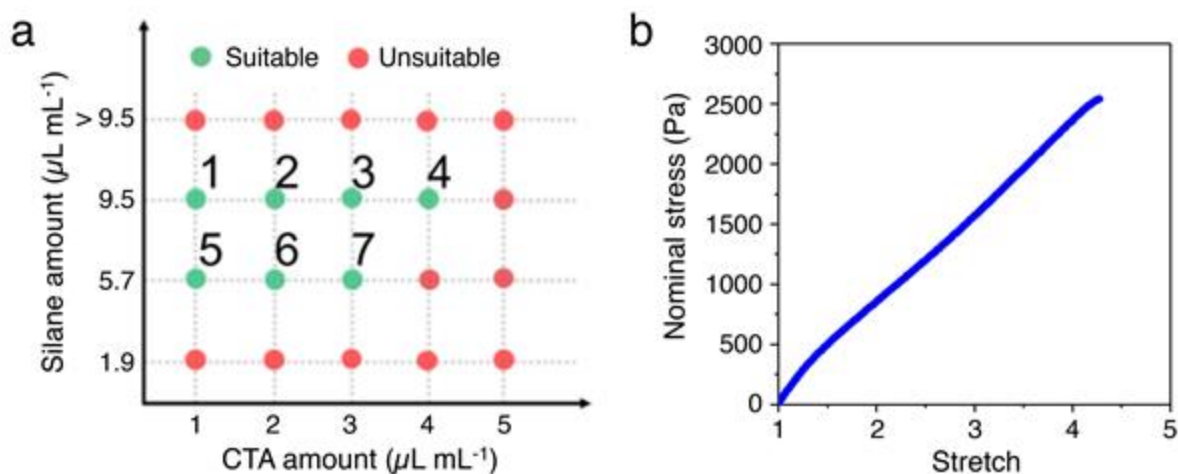 a
Suitable
Unsuitable
Silane amount (µL mL⁻¹)
> 9.5
9.5
5.7
1.9
1 2 3 4
5 6 7
1 2 3 4 5
CTA amount (µL mL⁻¹)
b
Nominal stress (Pa)
3000
2500
2000
1500
1000
500
0
1 2 3 4 5
Stretch